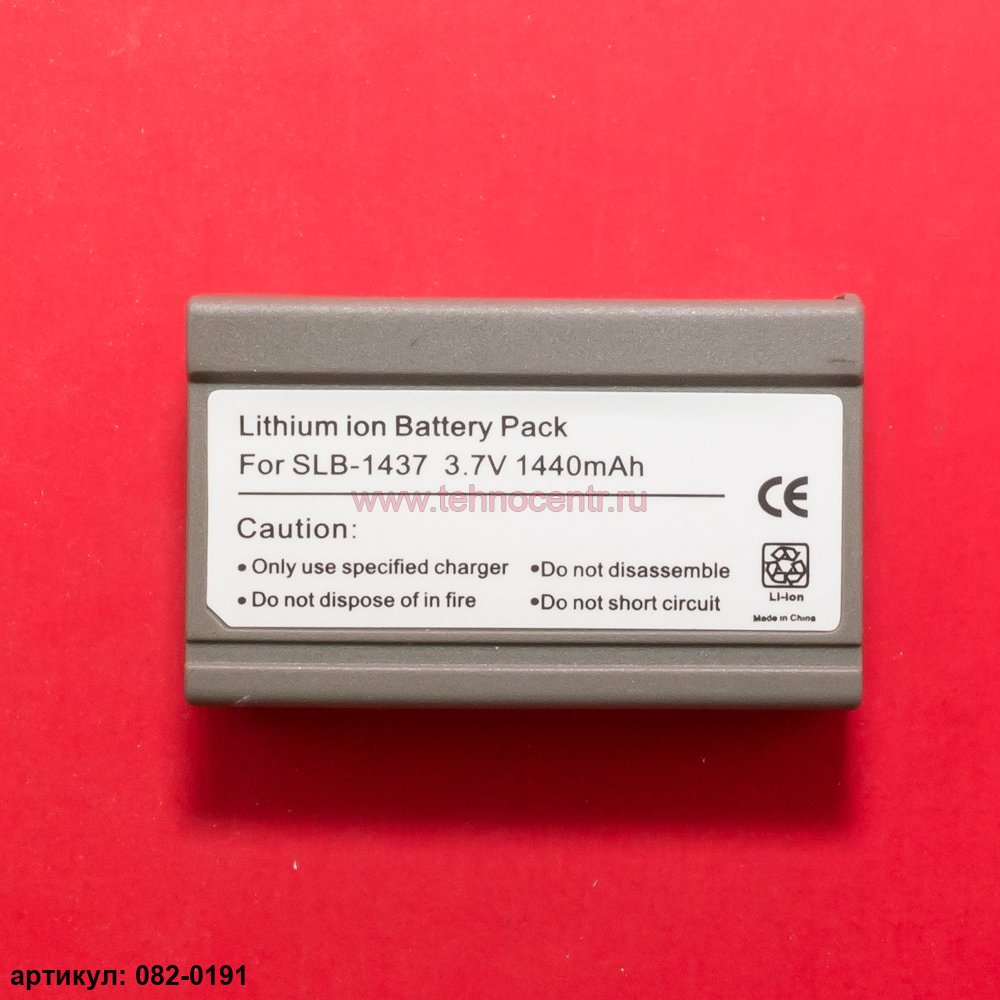 Lithium ion Battery Pack
For SLB-1437 3.7V 1440mAh
www.tehnocentr.ru
CE
Caution:
• Only use specified charger •Do not disassemble
• Do not dispose of in fire •Do not short circuit
Li-ion
Made in China
артикул: 082-0191